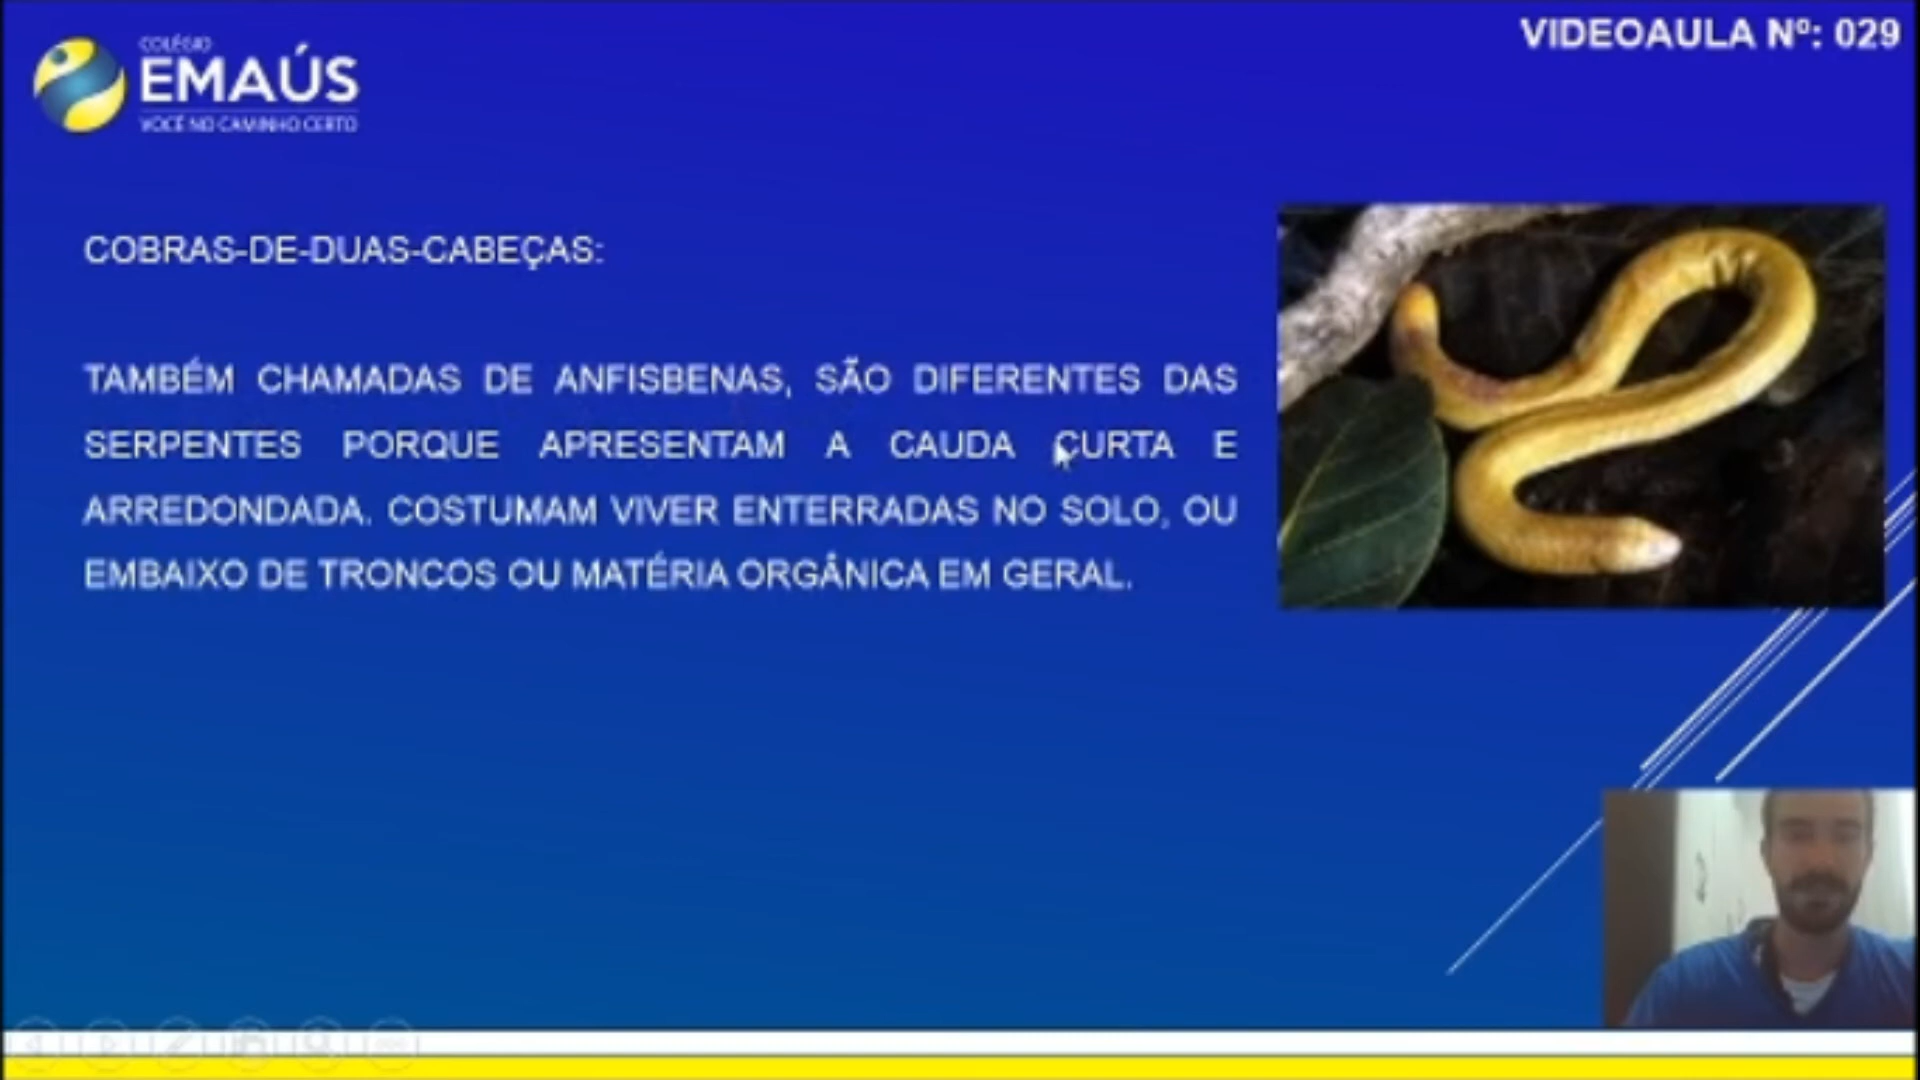 COLÉGIO
EMAÚS
VOCÊ NO CAMINHO CERTO
VIDEOAULA Nº: 029
COBRAS-DE-DUAS-CABEÇAS:
TAMBÉM CHAMADAS DE ANFISBENAS, SÃO DIFERENTES DAS
SERPENTES PORQUE APRESENTAM A CAUDA CURTA E
ARREDONDADA. COSTUMAM VIVER ENTERRADAS NO SOLO, OU
EMBAIXO DE TRONCOS OU MATÉRIA ORGÂNICA EM GERAL.